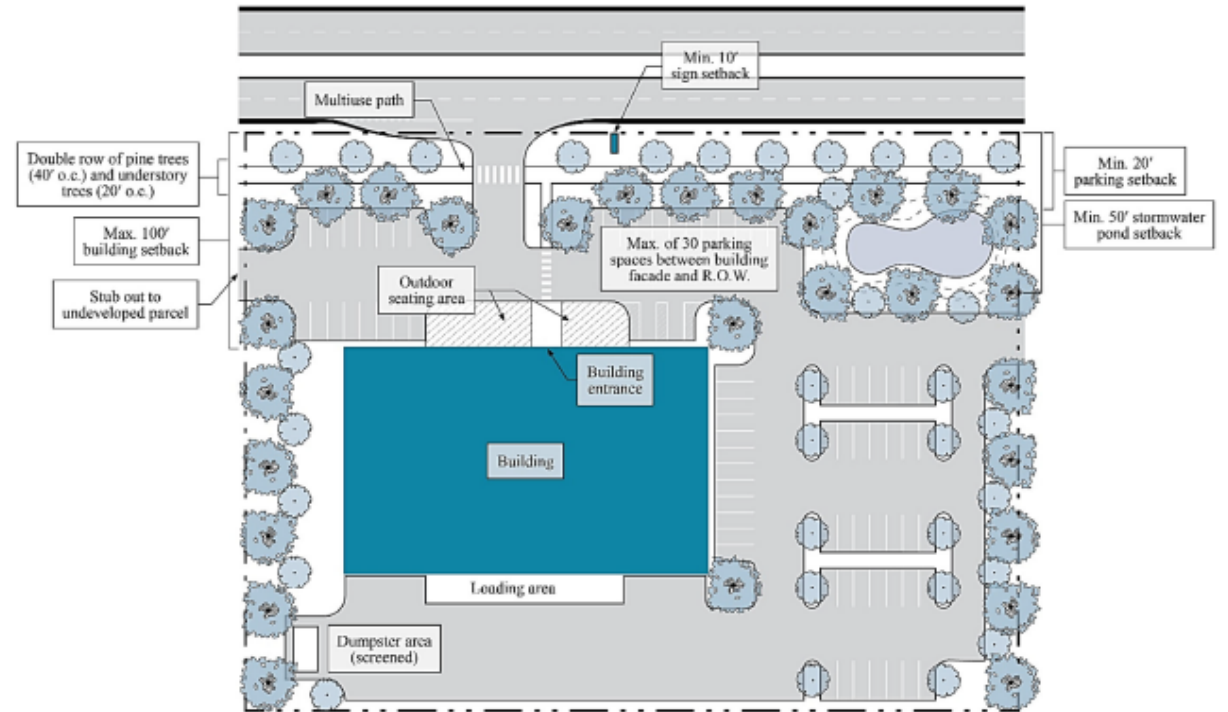 Min. 10'
sign setback
Multiuse path
Double row of pine trees
(40' o.c.) and understory
trees (20' o.c.)
Min. 20'
parking setback
Max. 100'
building setback
Min. 50' stormwater
pond setback
Max. of 30 parking
spaces between building
facade and R.O.W.
Stub out to
undeveloped parcel
Outdoor
seating area
Building
entrance
Building
Loading area
Dumpster area
(screened)